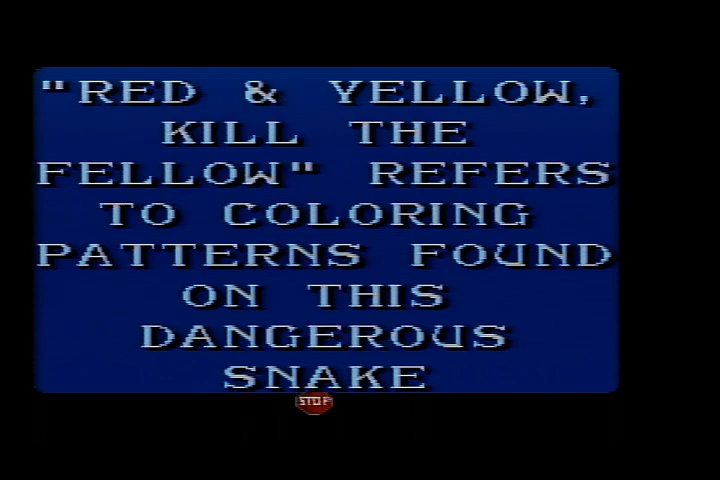 "RED & YELLOW,
KILL THE
FELLOW" REFERS
TO COLORING
PATTERNS FOUND
ON THIS
DANGEROUS
SNAKE
STOP